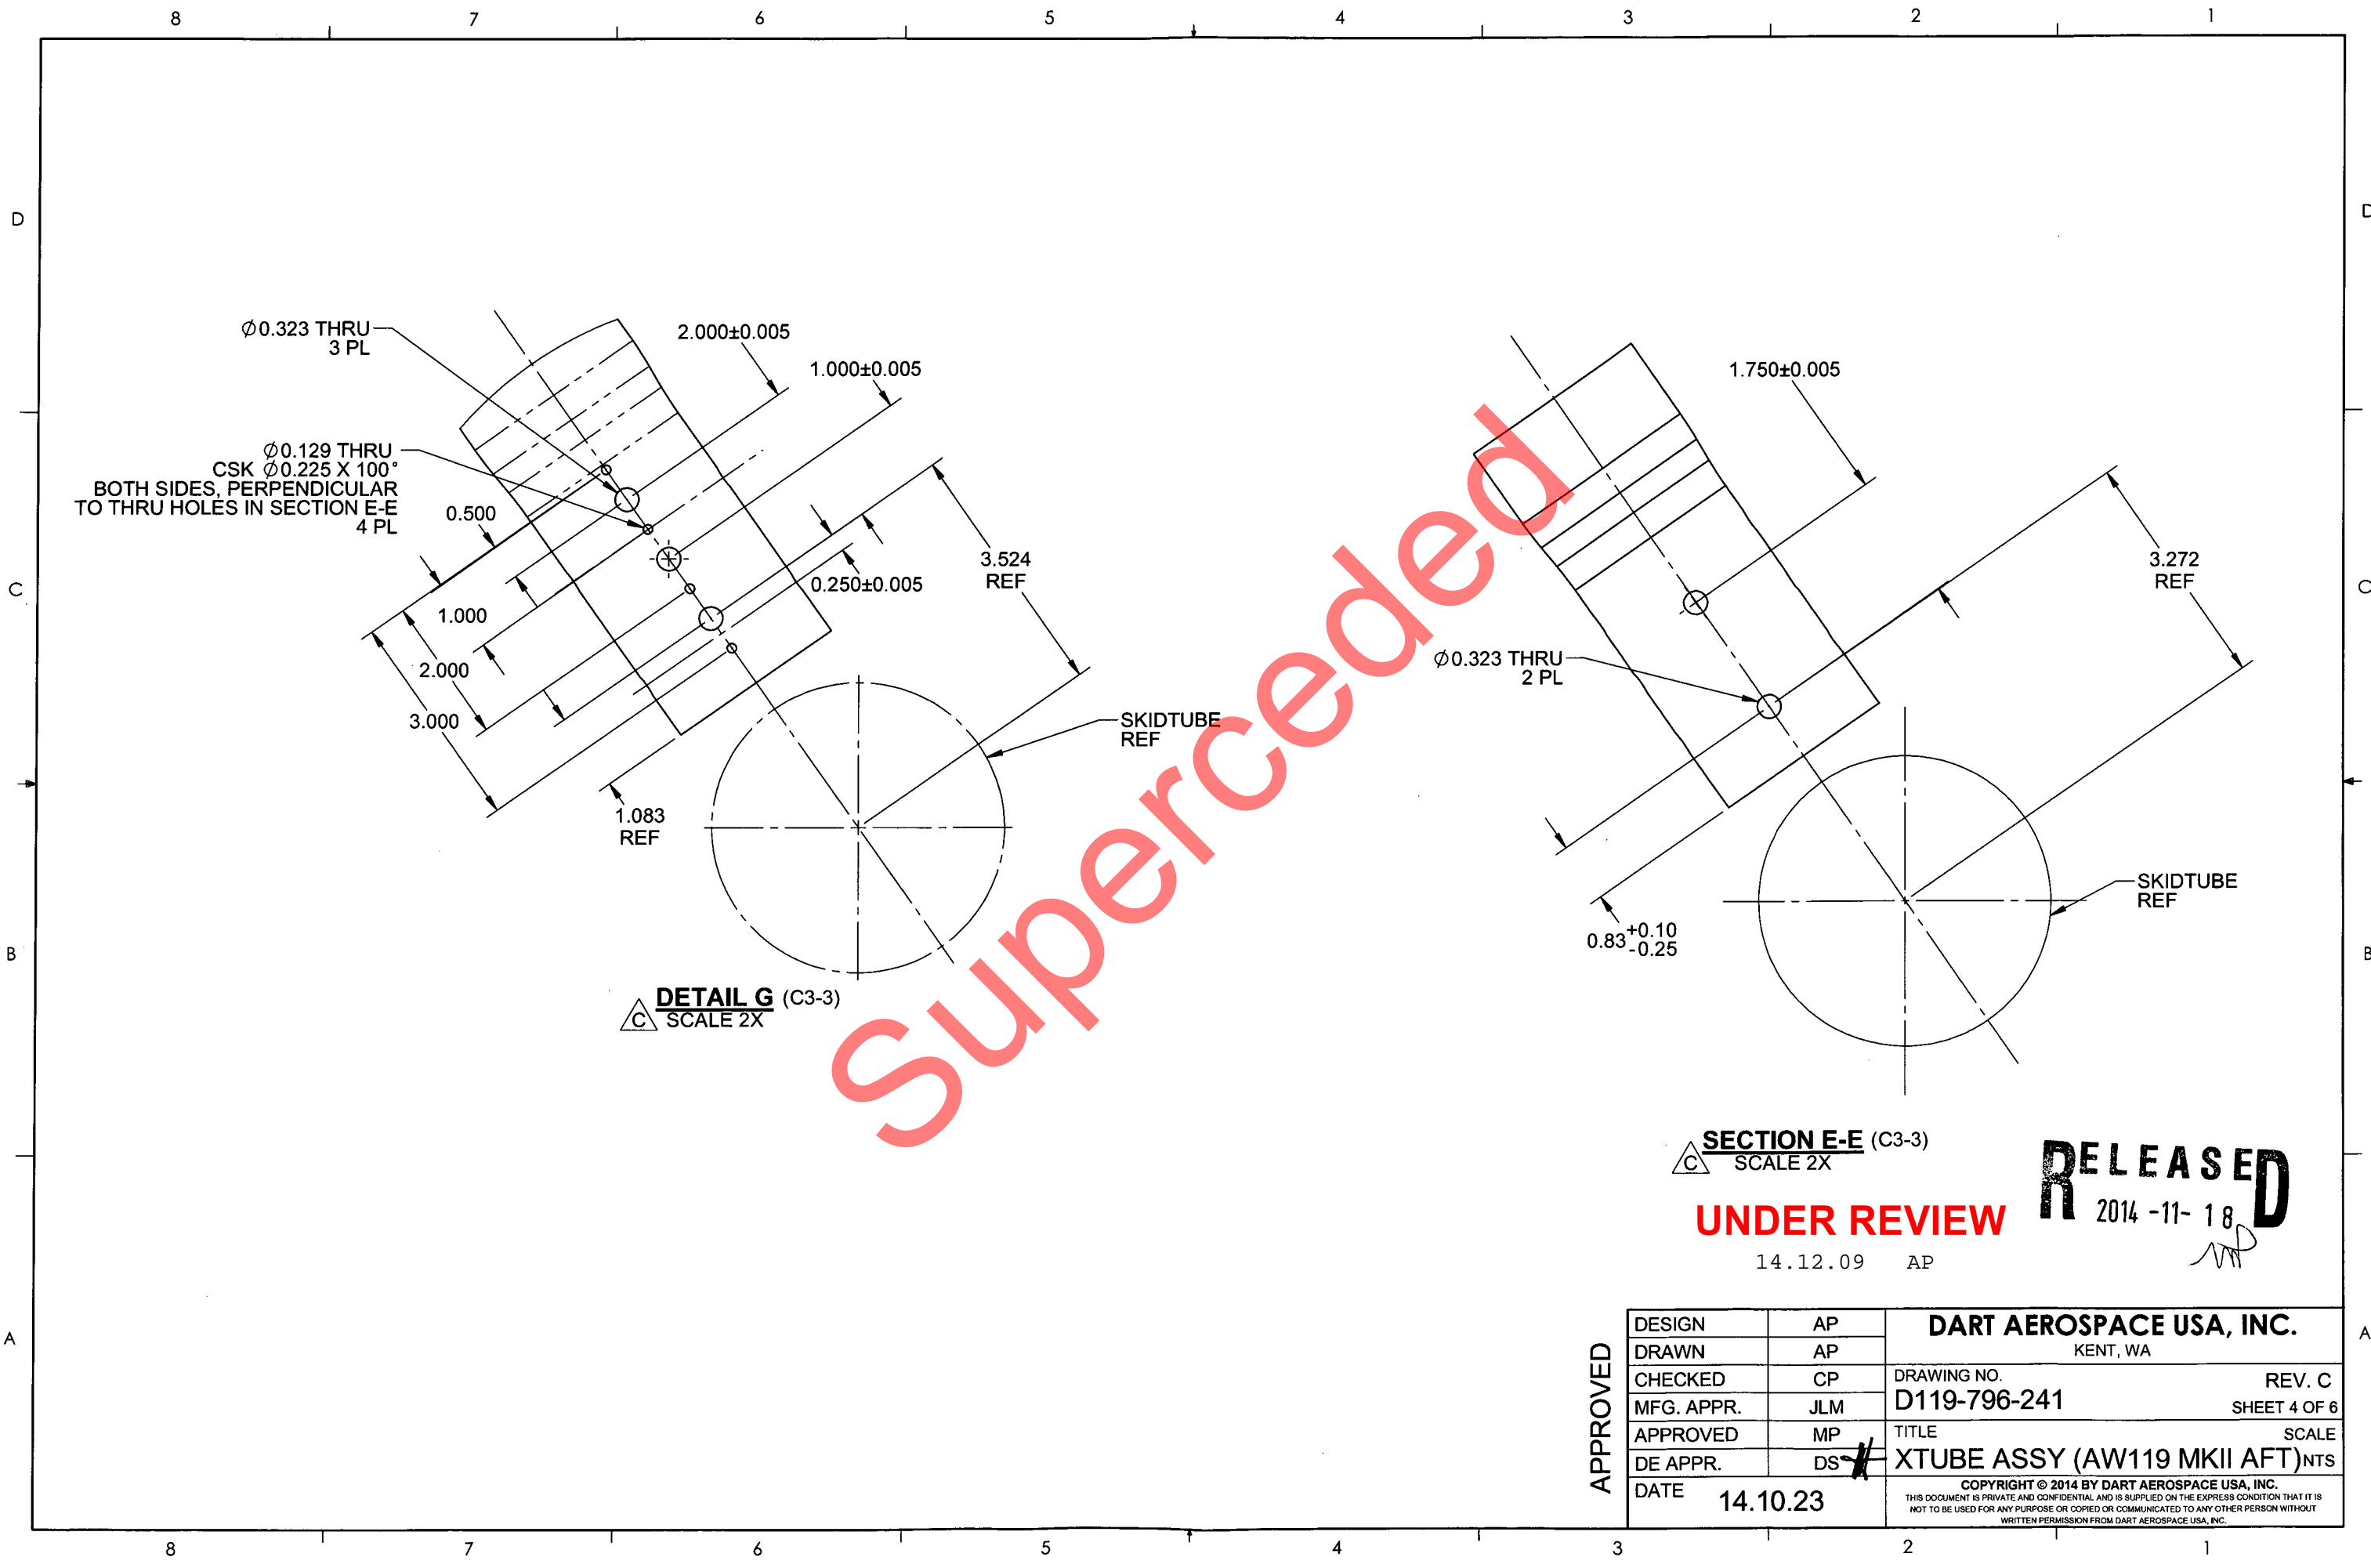 8 7 6 5 4 3 2 1
D
D
C
C
B
B
A
A
Ø0.323 THRU
3 PL
Ø0.129 THRU
CSK Ø0.225 X 100°
BOTH SIDES, PERPENDICULAR
TO THRU HOLES IN SECTION E-E
4 PL
2.000±0.005
1.000±0.005
0.500
1.000
2.000
3.000
0.250±0.005
3.524
REF
SKIDTUBE
REF
1.083
REF
DETAIL G (C3-3)
C SCALE 2X
1.750±0.005
3.272
REF
Ø0.323 THRU
2 PL
SKIDTUBE
REF
0.83 +0.10
-0.25
SECTION E-E (C3-3)
C SCALE 2X
Superceded
RELEASED
2014 -11- 18
UNDER REVIEW
14.12.09 AP
APPROVED
DESIGN AP
DRAWN AP
CHECKED CP
MFG. APPR. JLM
APPROVED MP
DE APPR. DS
DATE 14.10.23
DART AEROSPACE USA, INC.
KENT, WA
DRAWING NO. REV. C
D119-796-241 SHEET 4 OF 6
TITLE SCALE
XTUBE ASSY (AW119 MKII AFT) NTS
COPYRIGHT © 2014 BY DART AEROSPACE USA, INC.
THIS DOCUMENT IS PRIVATE AND CONFIDENTIAL AND IS SUPPLIED ON THE EXPRESS CONDITION THAT IT IS
NOT TO BE USED FOR ANY PURPOSE OR COPIED OR COMMUNICATED TO ANY OTHER PERSON WITHOUT
WRITTEN PERMISSION FROM DART AEROSPACE USA, INC.
8 7 6 5 4 3 2 1